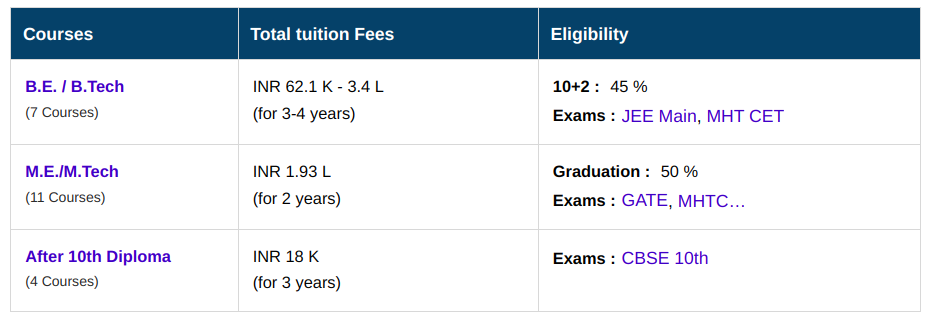 Courses Total tuition Fees Eligibility
B.E. / B.Tech INR 62.1 K - 3.4 L 10+2 : 45 %
(7 Courses) (for 3-4 years) Exams : JEE Main, MHT CET
M.E./M.Tech INR 1.93 L Graduation : 50 %
(11 Courses) (for 2 years) Exams : GATE, MHTC…
After 10th Diploma INR 18 K Exams : CBSE 10th
(4 Courses) (for 3 years)